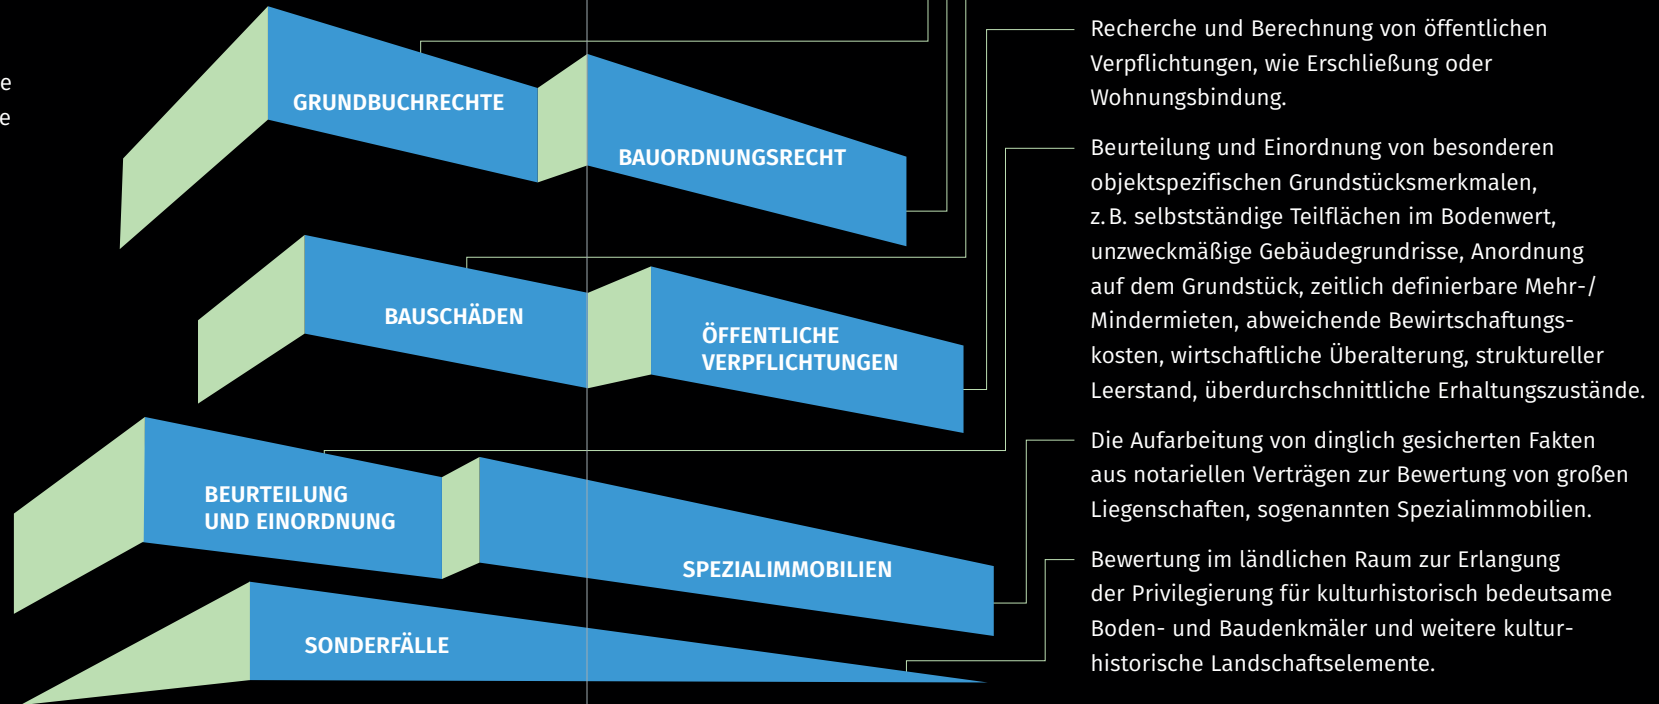 e
e
GRUNDBUCHRECHTE
BAUORDNUNGSRECHT
BAUSCHÄDEN
ÖFFENTLICHE
VERPFLICHTUNGEN
BEURTEILUNG
UND EINORDNUNG
SPEZIALIMMOBILIEN
SONDERFÄLLE
Recherche und Berechnung von öffentlichen
Verpflichtungen, wie Erschließung oder
Wohnungsbindung.
Beurteilung und Einordnung von besonderen
objektspezifischen Grundstücksmerkmalen,
z. B. selbstständige Teilflächen im Bodenwert,
unzweckmäßige Gebäudegrundrisse, Anordnung
auf dem Grundstück, zeitlich definierbare Mehr-/
Mindermieten, abweichende Bewirtschaftungs-
kosten, wirtschaftliche Überalterung, struktureller
Leerstand, überdurchschnittliche Erhaltungszustände.
Die Aufarbeitung von dinglich gesicherten Fakten
aus notariellen Verträgen zur Bewertung von großen
Liegenschaften, sogenannten Spezialimmobilien.
Bewertung im ländlichen Raum zur Erlangung
der Privilegierung für kulturhistorisch bedeutsame
Boden- und Baudenkmäler und weitere kultur-
historische Landschaftselemente.